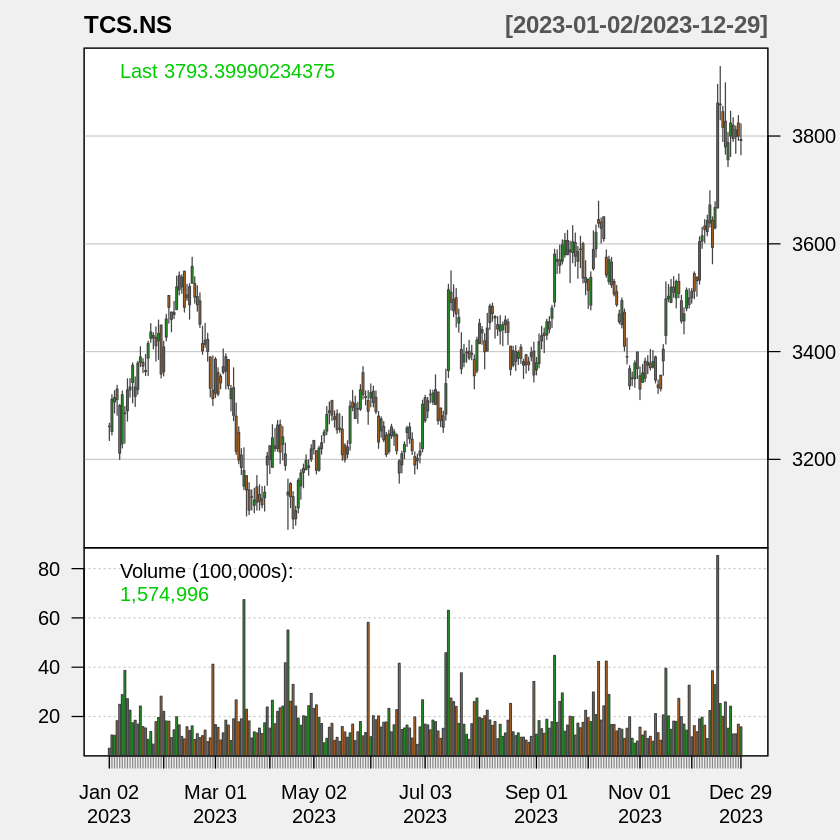 TCS.NS [2023-01-02/2023-12-29]
Last 3793.39990234375
3800
3600
3400
3200
Volume (100,000s):
1,574,996
80
60
40
20
Jan 02 Mar 01 May 02 Jul 03 Sep 01 Nov 01 Dec 29
2023 2023 2023 2023 2023 2023 2023